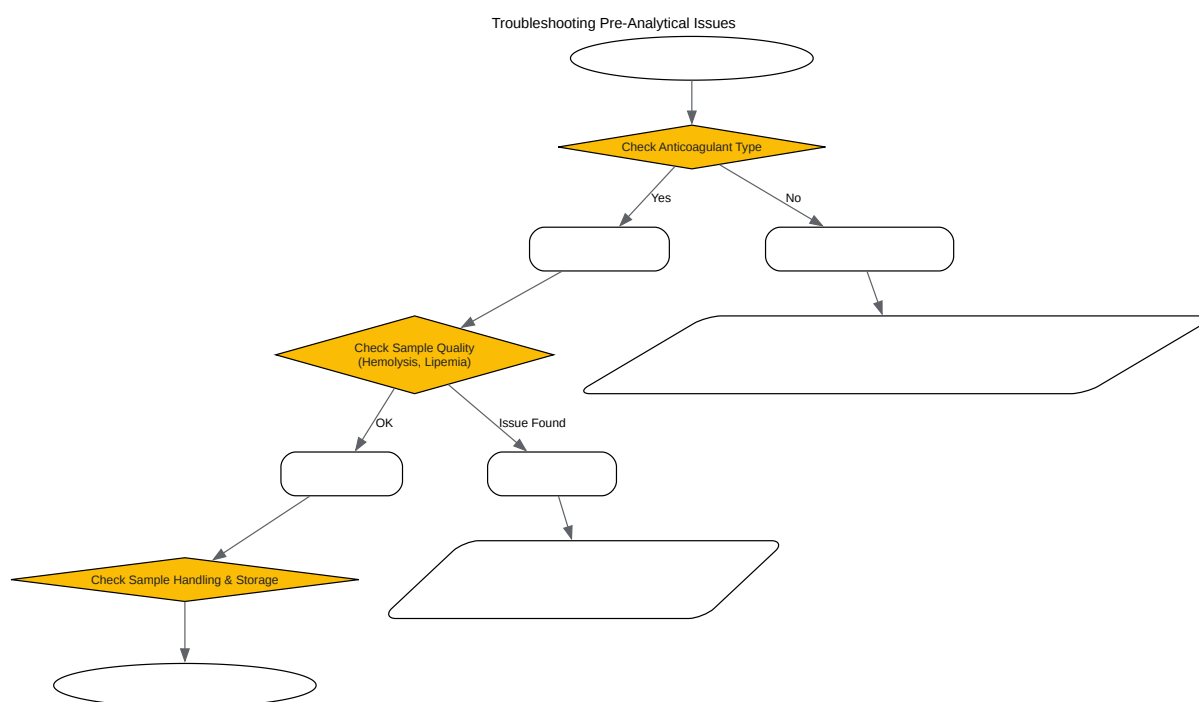 Troubleshooting Pre-Analytical Issues
Check Anticoagulant Type
Yes
No
Check Sample Quality
(Hemolysis, Lipemia)
OK
Issue Found
Check Sample Handling & Storage